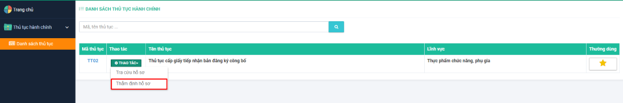 Trang chủ
Thủ tục hành chính
Danh sách thủ tục
DANH SÁCH THỦ TỤC HÀNH CHÍNH
Mã, tên thủ tục ...
Mã thủ tục Thao tác Tên thủ tục Lĩnh vực Thường dùng
TT02 THAO TÁC Thủ tục cấp giấy tiếp nhận bản đăng ký công bố Thực phẩm chức năng, phụ gia
Tra cứu hồ sơ
Thẩm định hồ sơ